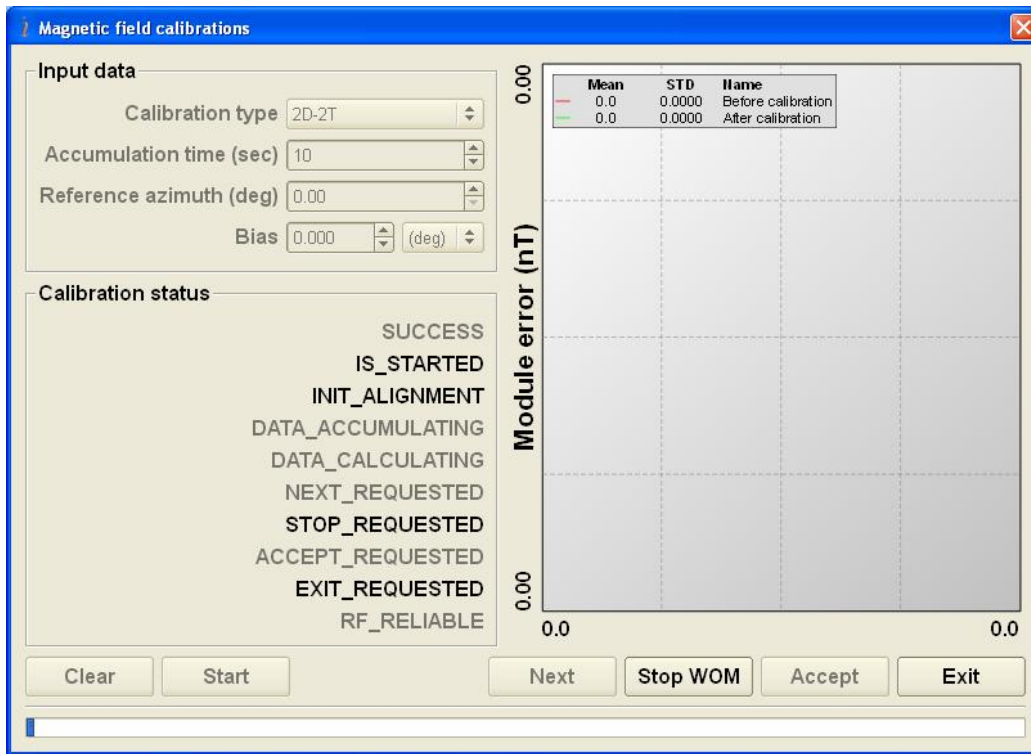 Magnetic field calibrations
Input data
Calibration type 2D-2T
Accumulation time (sec) 10
Reference azimuth (deg) 0.00
Bias 0.000 (deg)
Calibration status
SUCCESS
IS_STARTED
INIT_ALIGNMENT
DATA_ACCUMULATING
DATA_CALCULATING
NEXT_REQUESTED
STOP_REQUESTED
ACCEPT_REQUESTED
EXIT_REQUESTED
RF_RELIABLE
Module error (nT)
0.00
0.00
Mean STD Name
0.0 0.0000 Before calibration
0.0 0.0000 After calibration
0.0 0.0
Clear Start Next Stop WOM Accept Exit